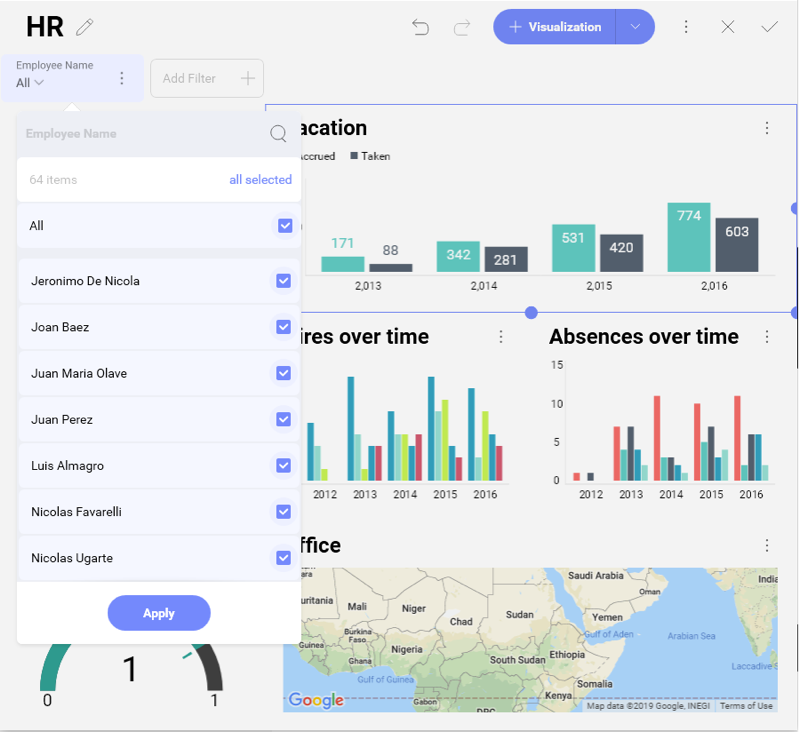 HR
Visualization
Employee Name
All
Add Filter
Employee Name
64 items
all selected
All
Jeronimo De Nicola
Joan Baez
Juan Maria Olave
Juan Perez
Luis Almagro
Nicolas Favarelli
Nicolas Ugarte
Apply
acation
Accrued
Taken
171
88
342
281
531
420
774
603
2,013
2,014
2,015
2,016
ires over time
2012
2013
2014
2015
2016
Absences over time
15
10
5
0
2012
2013
2014
2015
2016
ffice
Saudi Arabia
India
Oman
uritania
Mali
Niger
Chad
Sudan
Yemen
Burkina
Faso
Gulf of Aden
Arabian Sea
Guinea
Nigeria
Ghana
South Sudan
Ethiopia
Laccadive S
Gulf of Guinea
Somalia
Gabon
Kenya
DRC
Google
Map data ©2019 Google, INEGI
Terms of Use
1
0
1